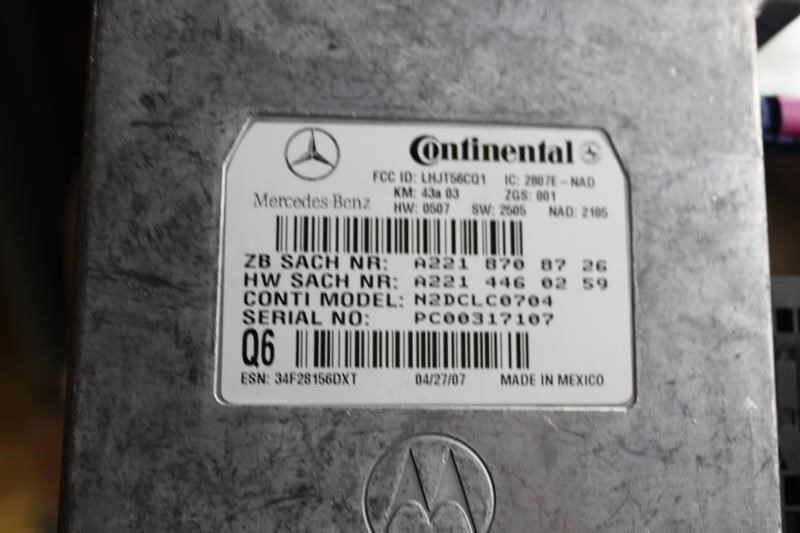 Continental
FCC ID: LHJT56CQ1 IC: 2807E-NAD
KM: 43a 03 ZGS: 001
Mercedes-Benz
HW: 0507 SW: 2505 NAD: 2105
ZB SACH NR: A221 870 87 26
HW SACH NR: A221 446 02 59
CONTI MODEL: N2DCLC0704
SERIAL NO: PC00317107
Q6
ESN: 34F28156DXT 04/27/07 MADE IN MEXICO